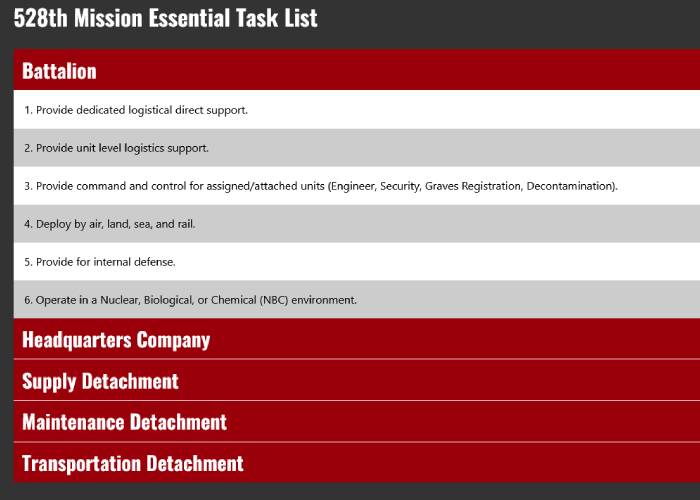 528th Mission Essential Task List
Battalion
1. Provide dedicated logistical direct support.
2. Provide unit level logistics support.
3. Provide command and control for assigned/attached units (Engineer, Security, Graves Registration, Decontamination).
4. Deploy by air, land, sea, and rail.
5. Provide for internal defense.
6. Operate in a Nuclear, Biological, or Chemical (NBC) environment.
Headquarters Company
Supply Detachment
Maintenance Detachment
Transportation Detachment